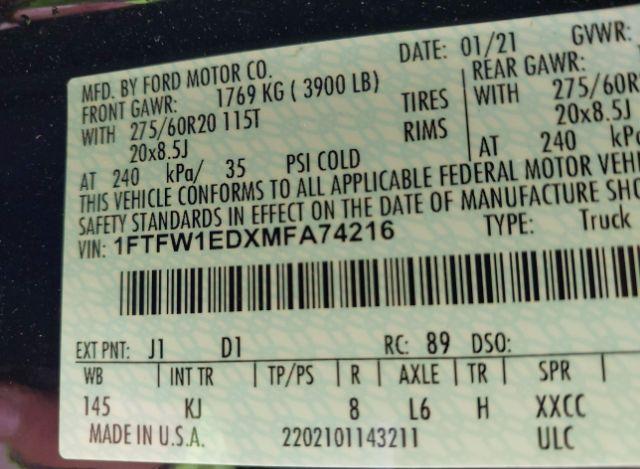 MFD. BY FORD MOTOR CO. DATE: 01/21 GVWR:
FRONT GAWR: 1769 KG ( 3900 LB) REAR GAWR:
WITH 275/60R20 115T TIRES WITH 275/60R
20x8.5J RIMS 20x8.5J
AT 240 kPa/ 35 PSI COLD AT 240 kP
THIS VEHICLE CONFORMS TO ALL APPLICABLE FEDERAL MOTOR VEH
SAFETY STANDARDS IN EFFECT ON THE DATE OF MANUFACTURE SHO
VIN: 1FTFW1EDXMFA74216 TYPE: Truck
EXT PNT: J1 D1 RC: 89 DSO:
WB | INT TR | TP/PS | R | AXLE | TR | SPR |
145 KJ 8 L6 H XXCC
MADE IN U.S.A. 2202101143211 ULC